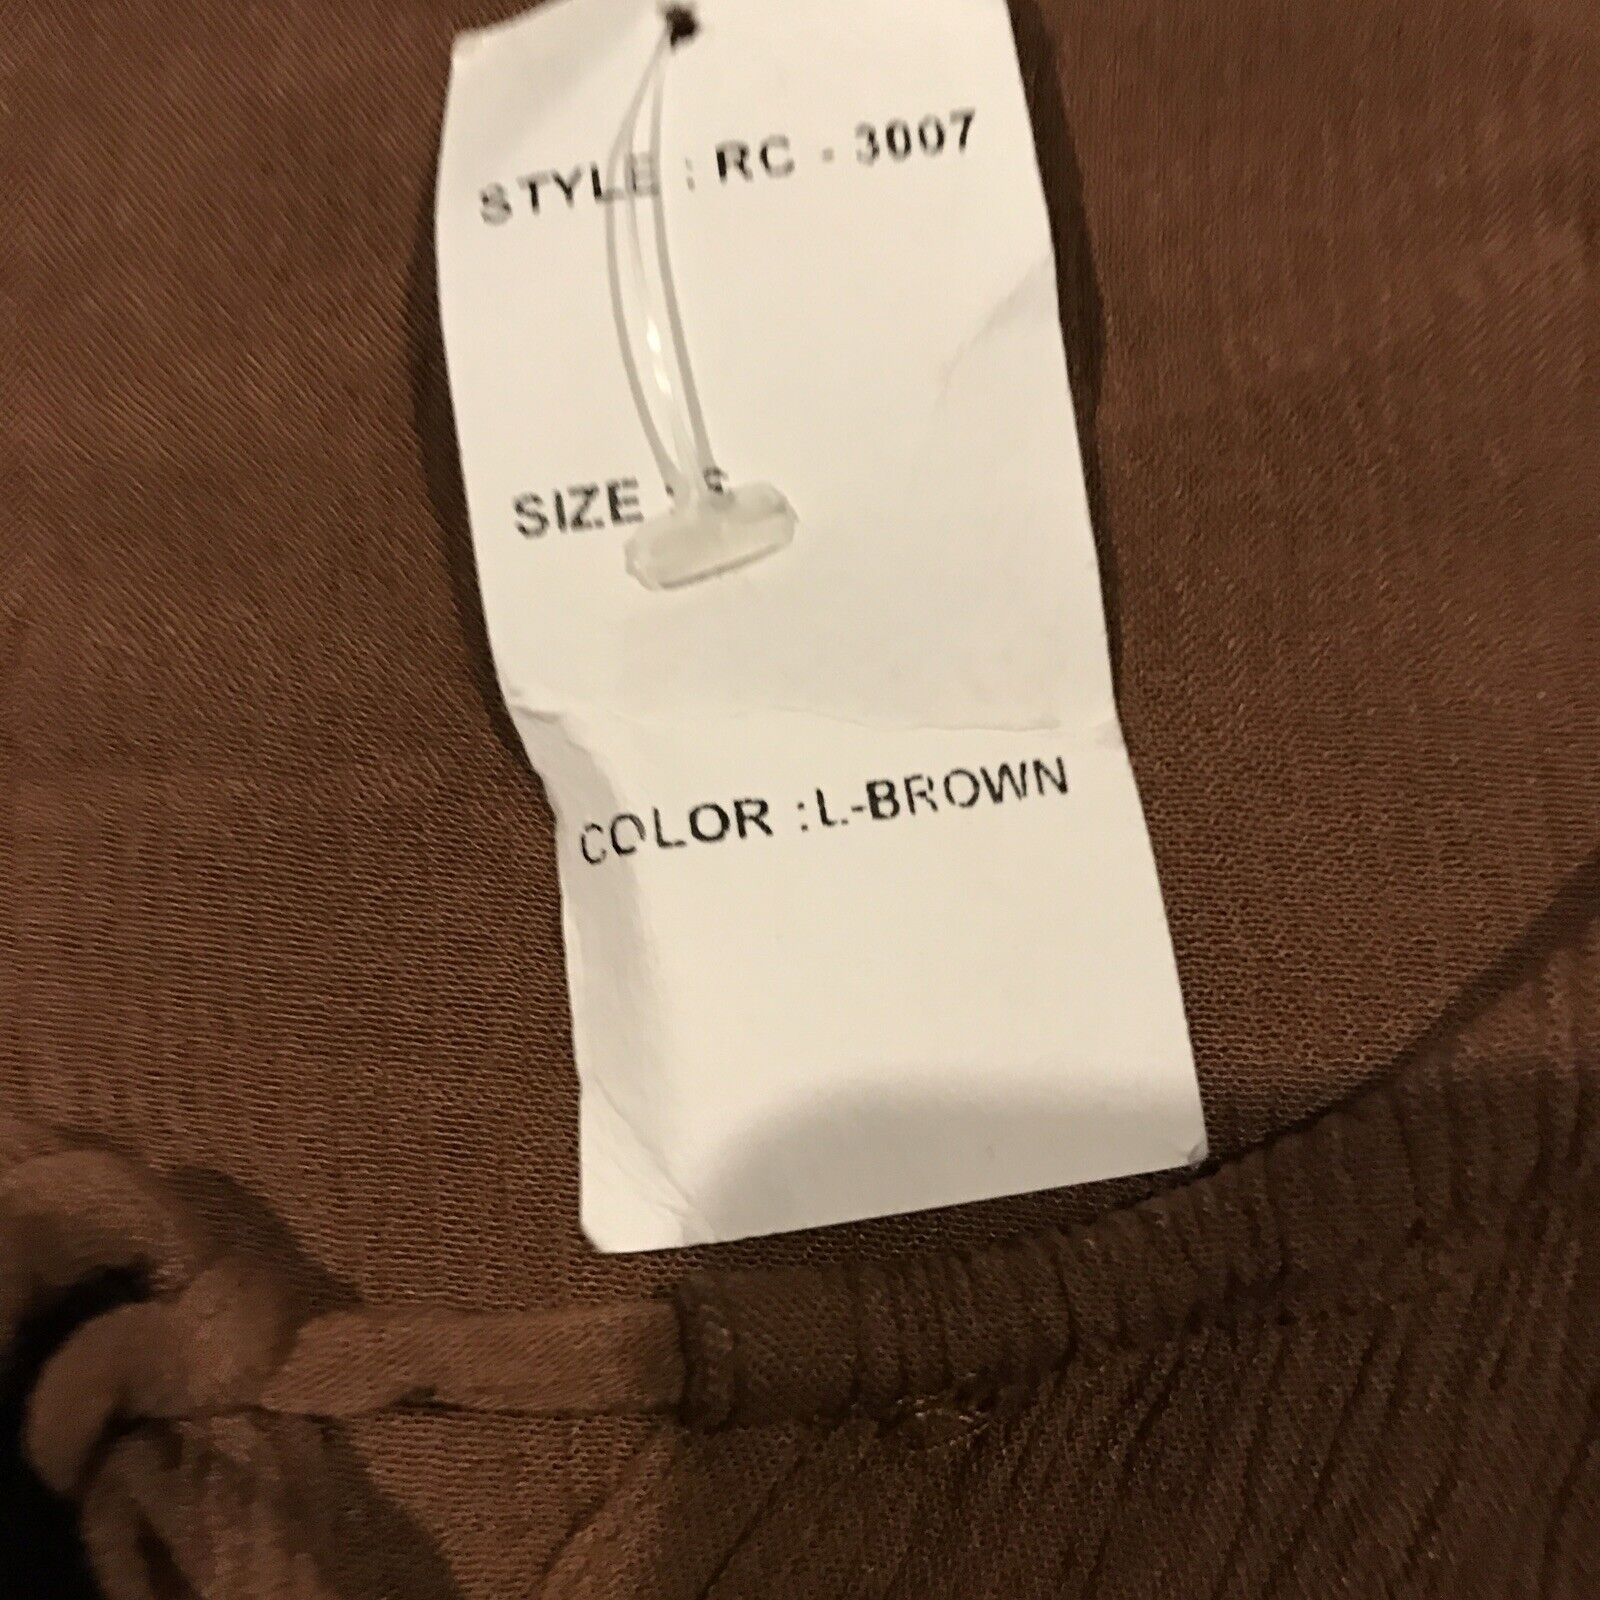 STYLE : RC - 3007
SIZE : S
COLOR :L-BROWN